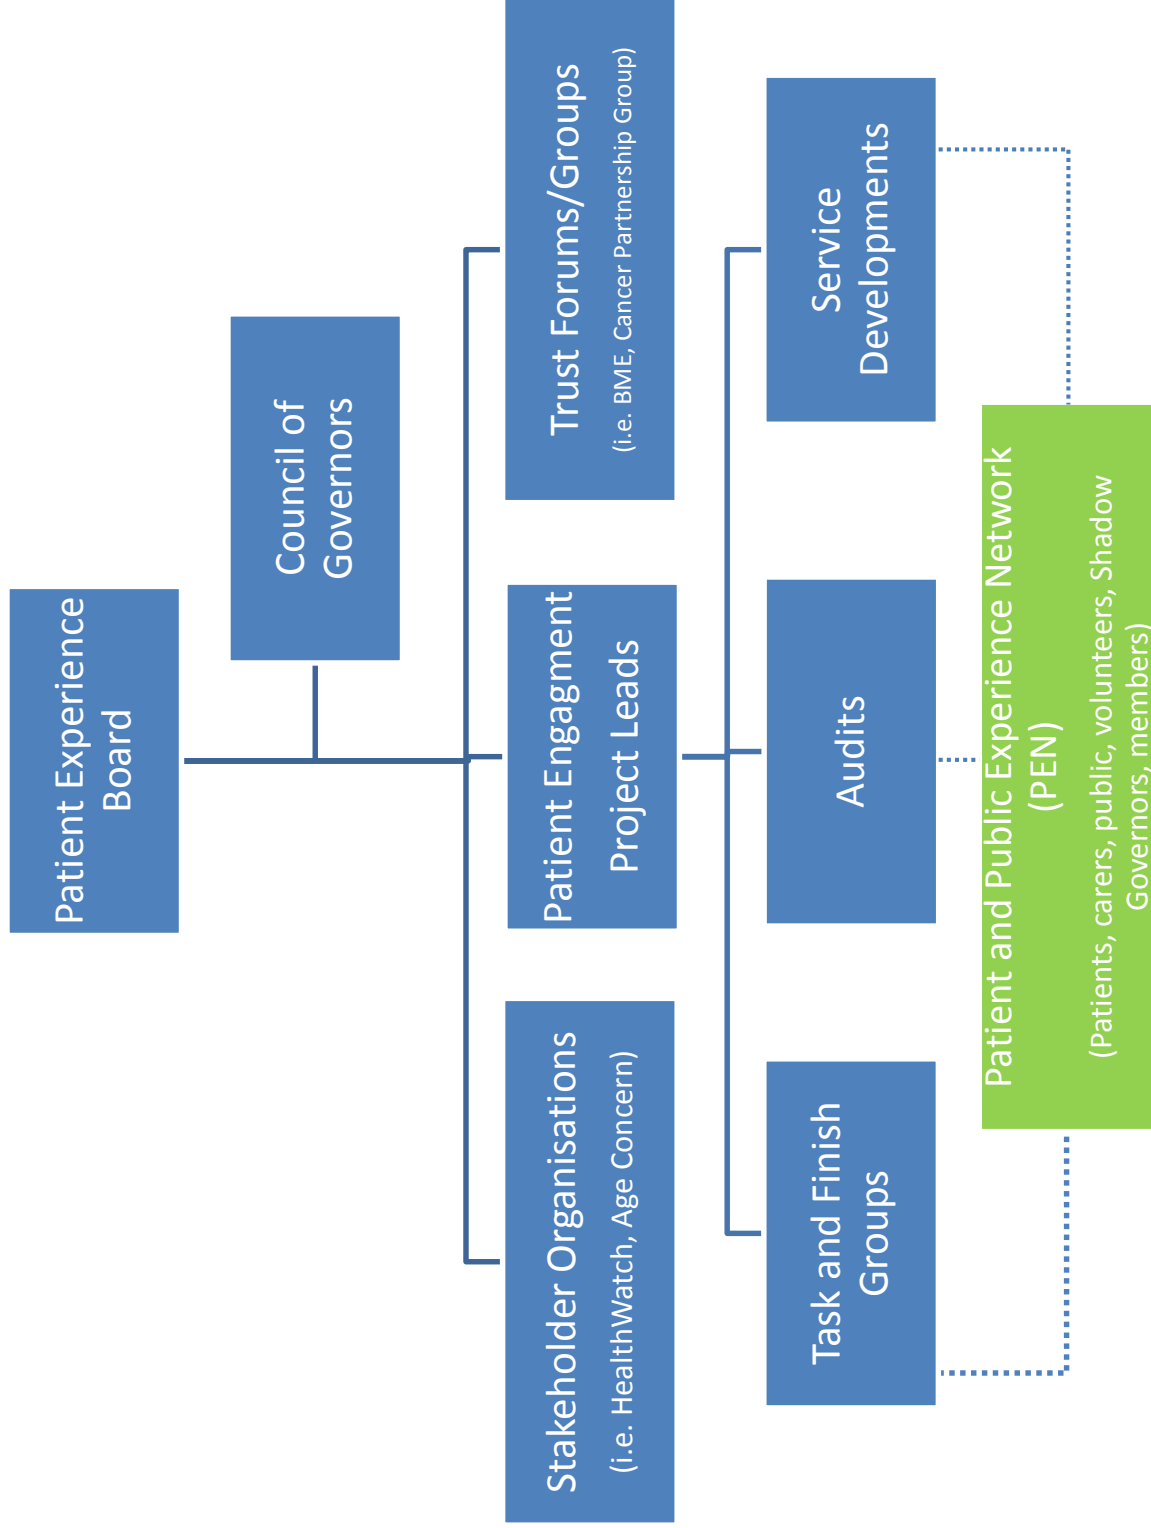 Patient Experience
Board
Council of
Governors
Stakeholder Organisations
(i.e. HealthWatch, Age Concern)
Patient Engagment
Project Leads
Trust Forums/Groups
(i.e. BME, Cancer Partnership Group)
Task and Finish
Groups
Audits
Service
Developments
Patient and Public Experience Network
(PEN)
(Patients, carers, public, volunteers, Shadow
Governors, members)